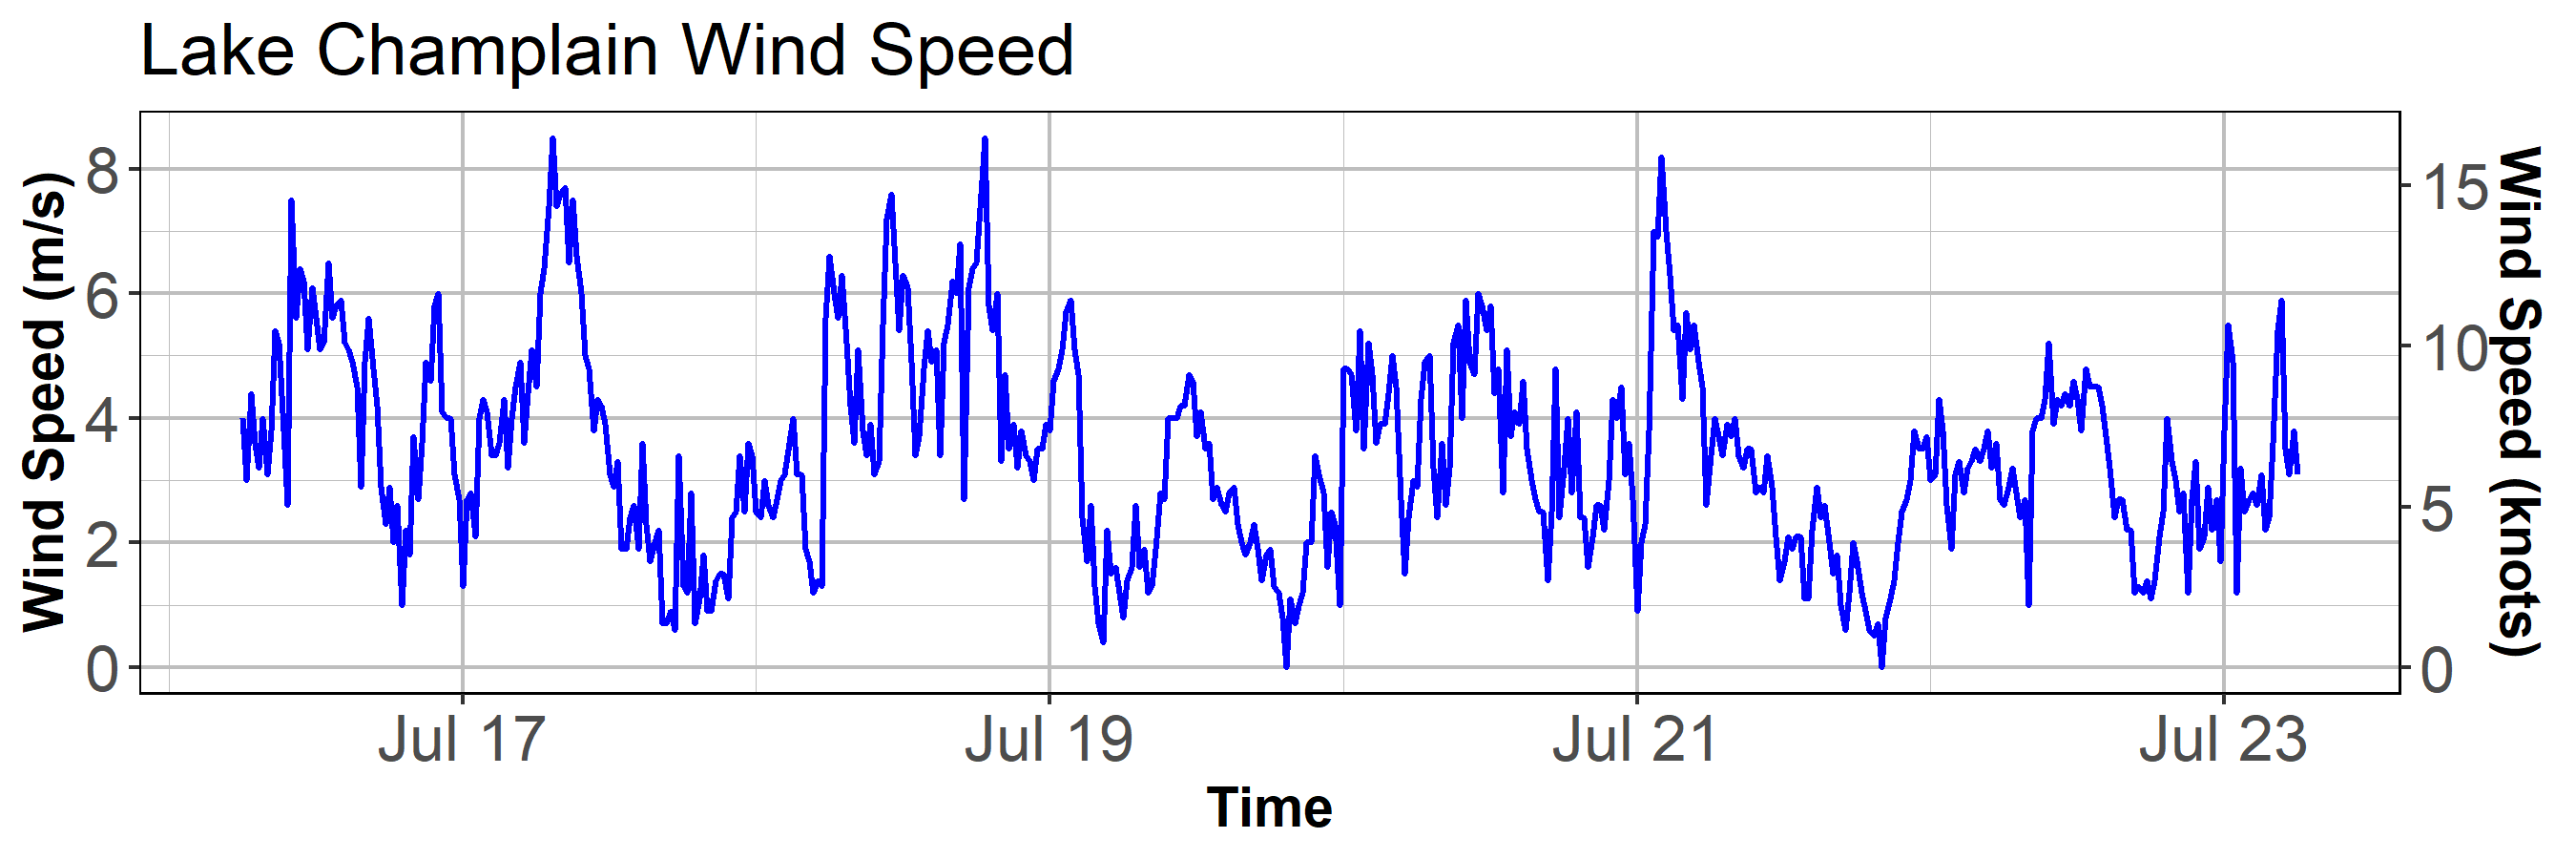 Lake Champlain Wind Speed
Wind Speed (m/s)
8
6
4
2
0
15
10
5
0
Wind Speed (knots)
Jul 17 Jul 19 Jul 21 Jul 23
Time